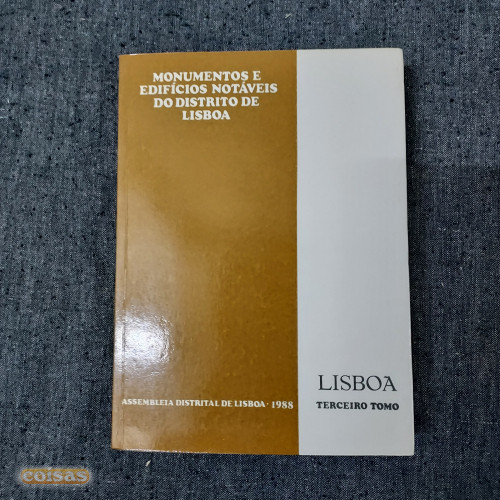 MONUMENTOS E
EDIFÍCIOS NOTÁVEIS
DO DISTRITO DE
LISBOA
LISBOA
TERCEIRO TOMO
ASSEMBLEIA DISTRITAL DE LISBOA · 1988
coisas